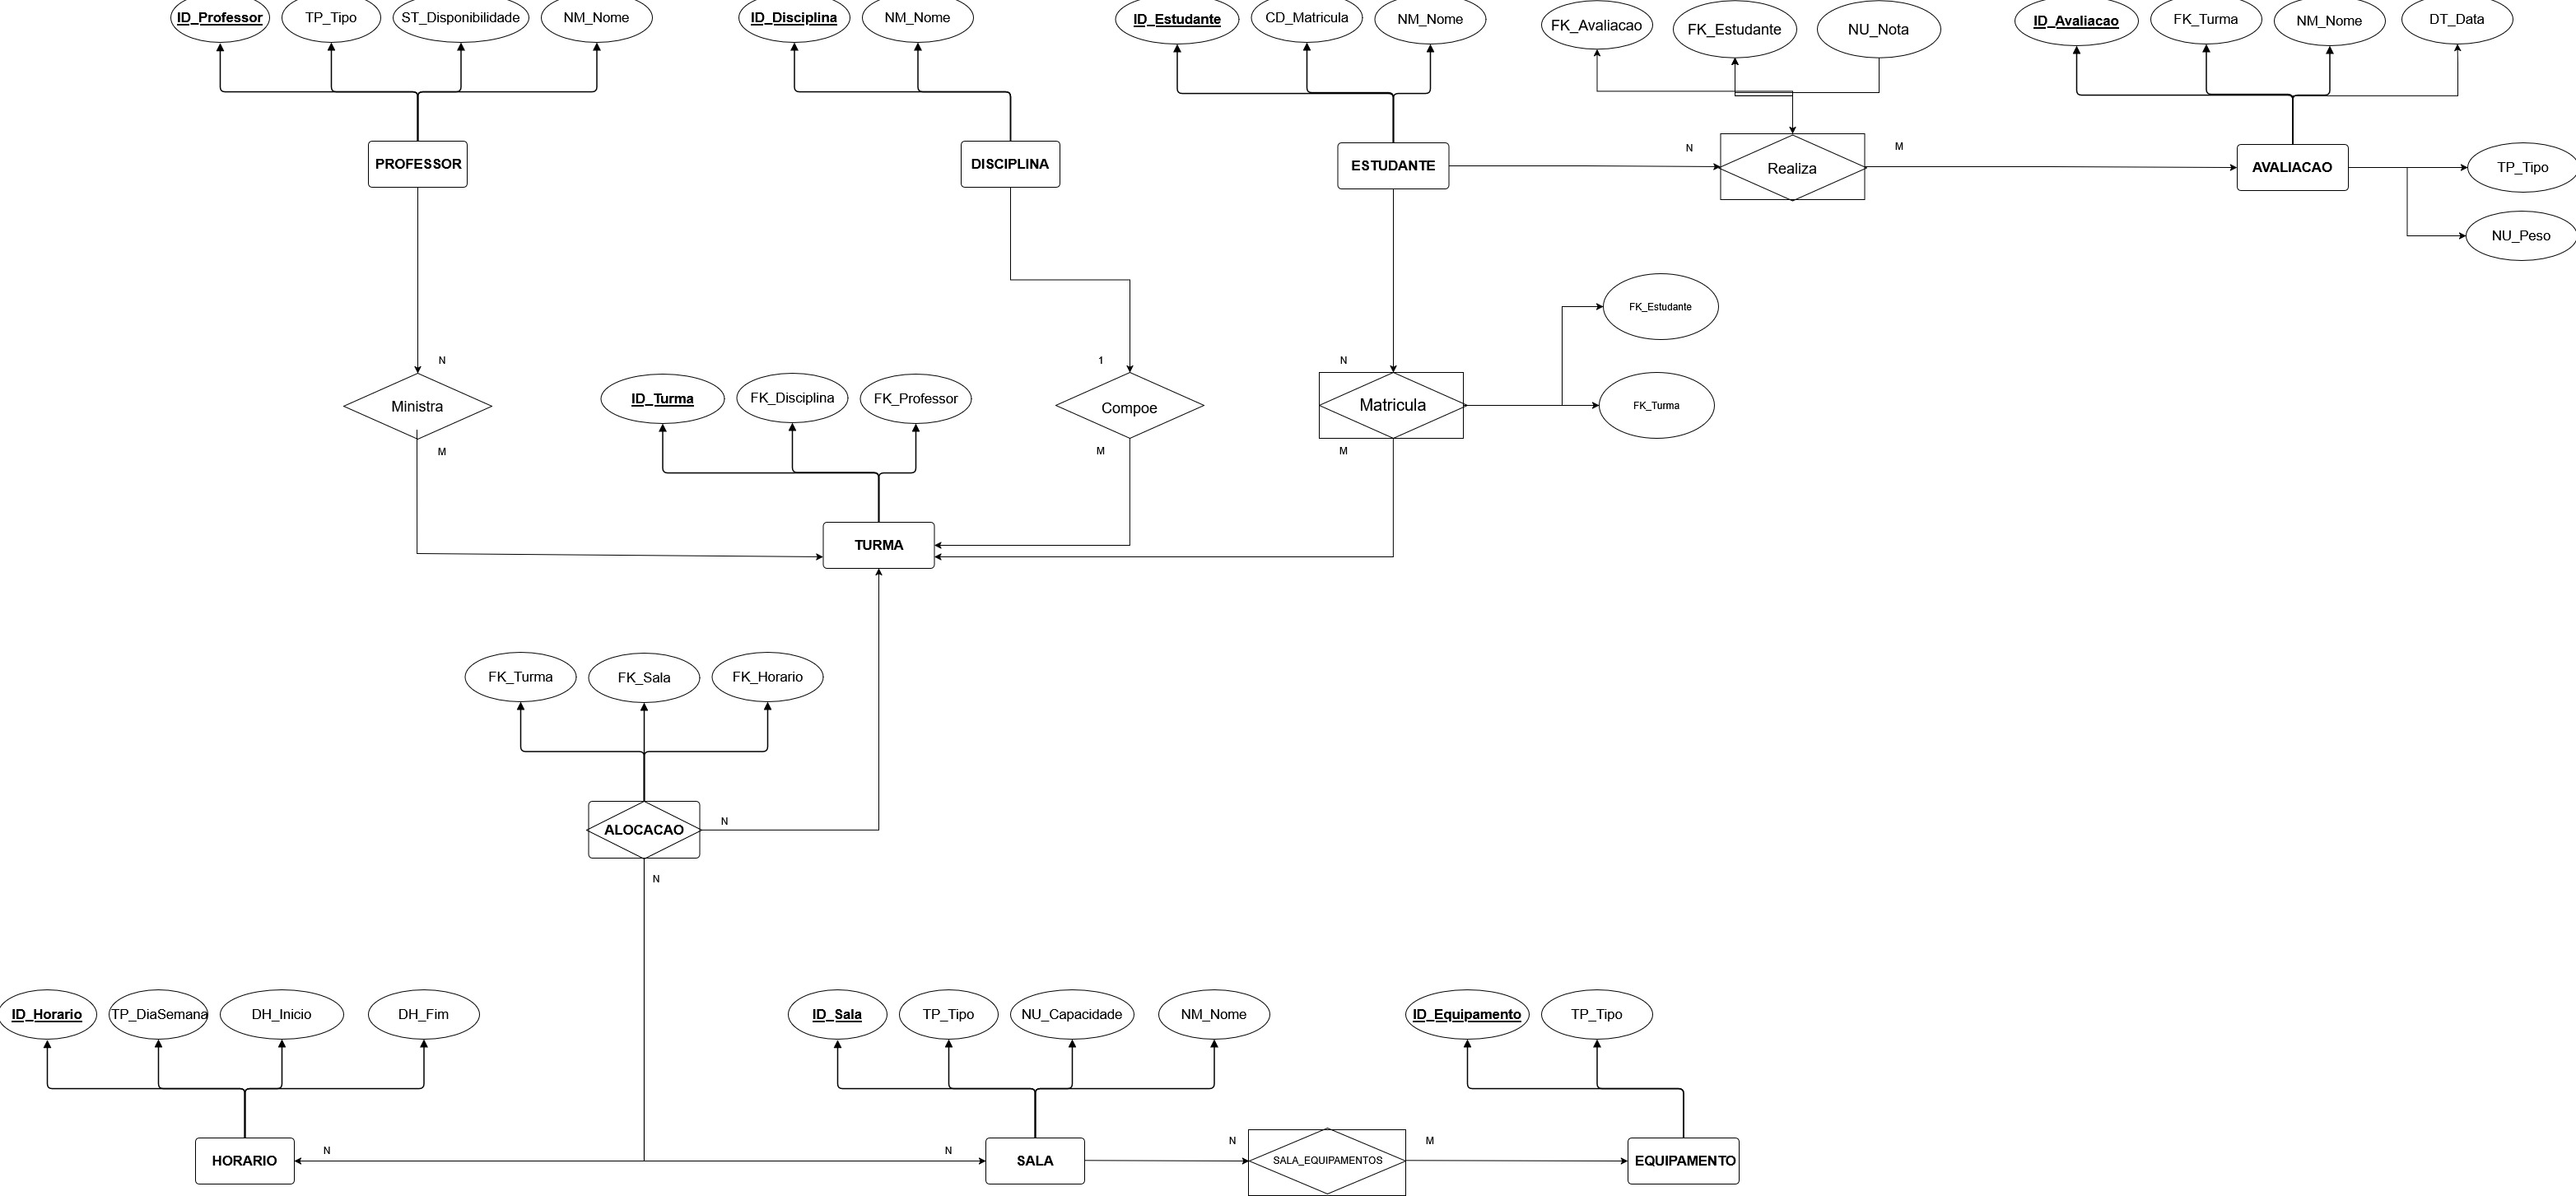 ID_Professor
TP_Tipo
ST_Disponibilidade
NM_Nome
ID_Disciplina
NM_Nome
ID_Estudante
CD_Matricula
NM_Nome
FK_Avaliacao
FK_Estudante
NU_Nota
ID_Avaliacao
FK_Turma
NM_Nome
DT_Data
PROFESSOR
DISCIPLINA
ESTUDANTE
N
Realiza
M
AVALIACAO
TP_Tipo
NU_Peso
FK_Estudante
N
1
N
Ministra
ID_Turma
FK_Disciplina
FK_Professor
Compoe
Matricula
FK_Turma
M
M
M
TURMA
FK_Turma
FK_Sala
FK_Horario
ALOCACAO
N
N
ID_Horario
TP_DiaSemana
DH_Inicio
DH_Fim
ID_Sala
TP_Tipo
NU_Capacidade
NM_Nome
ID_Equipamento
TP_Tipo
HORARIO
N
N
SALA
N
SALA_EQUIPAMENTOS
M
EQUIPAMENTO